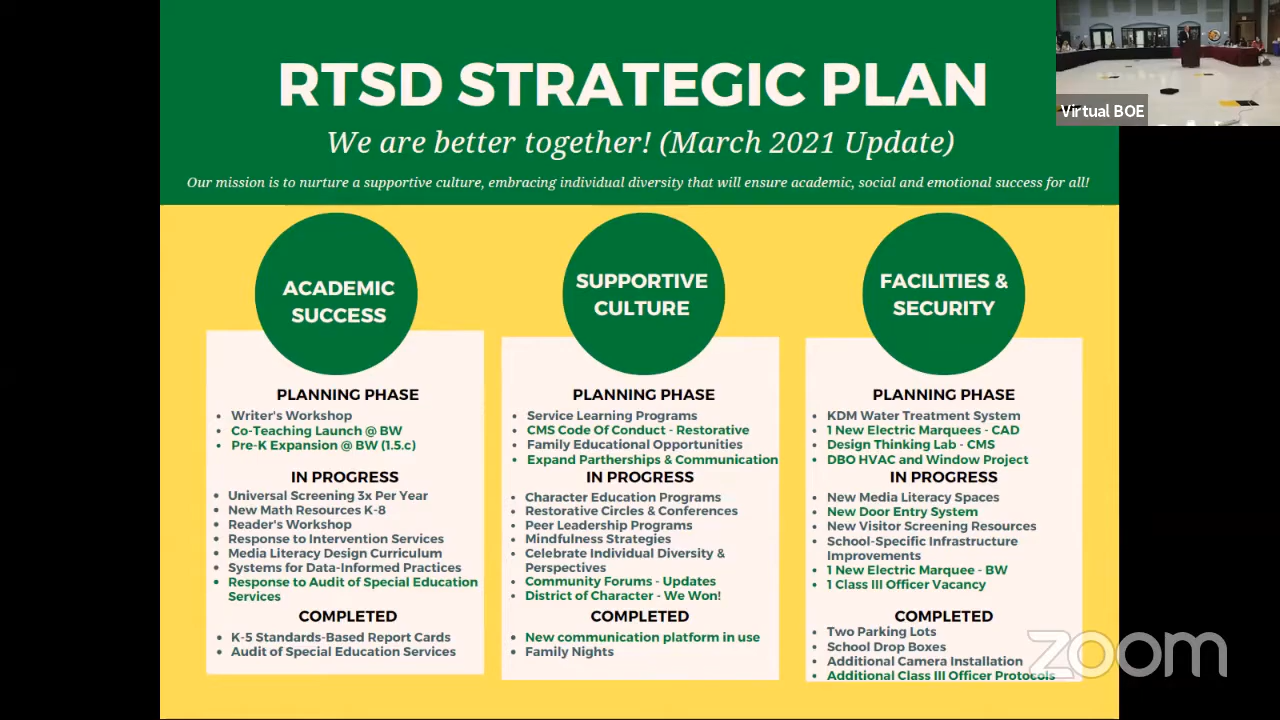 RTSD STRATEGIC PLAN
We are better together! (March 2021 Update)
Our mission is to nurture a supportive culture, embracing individual diversity that will ensure academic, social and emotional success for all!
Virtual BOE
ACADEMIC
SUCCESS
PLANNING PHASE
• Writer's Workshop
• Co-Teaching Launch @ BW
• Pre-K Expansion @ BW (1.5.c)
IN PROGRESS
• Universal Screening 3x Per Year
• New Math Resources K-8
• Reader's Workshop
• Response to Intervention Services
• Media Literacy Design Curriculum
• Systems for Data-Informed Practices
• Response to Audit of Special Education
Services
COMPLETED
• K-5 Standards-Based Report Cards
• Audit of Special Education Services
SUPPORTIVE
CULTURE
PLANNING PHASE
• Service Learning Programs
• CMS Code Of Conduct - Restorative
• Family Educational Opportunities
• Expand Partherships & Communication
IN PROGRESS
• Character Education Programs
• Restorative Circles & Conferences
• Peer Leadership Programs
• Mindfulness Strategies
• Celebrate Individual Diversity &
Perspectives
• Community Forums - Updates
• District of Character - We Won!
COMPLETED
• New communication platform in use
• Family Nights
FACILITIES &
SECURITY
PLANNING PHASE
• KDM Water Treatment System
• 1 New Electric Marquees - CAD
• Design Thinking Lab - CMS
• DBO HVAC and Window Project
IN PROGRESS
• New Media Literacy Spaces
• New Door Entry System
• New Visitor Screening Resources
• School-Specific Infrastructure
Improvements
• 1 New Electric Marquee - BW
• 1 Class III Officer Vacancy
COMPLETED
• Two Parking Lots
• School Drop Boxes
• Additional Camera Installation
• Additional Class III Officer Protocols
zoom